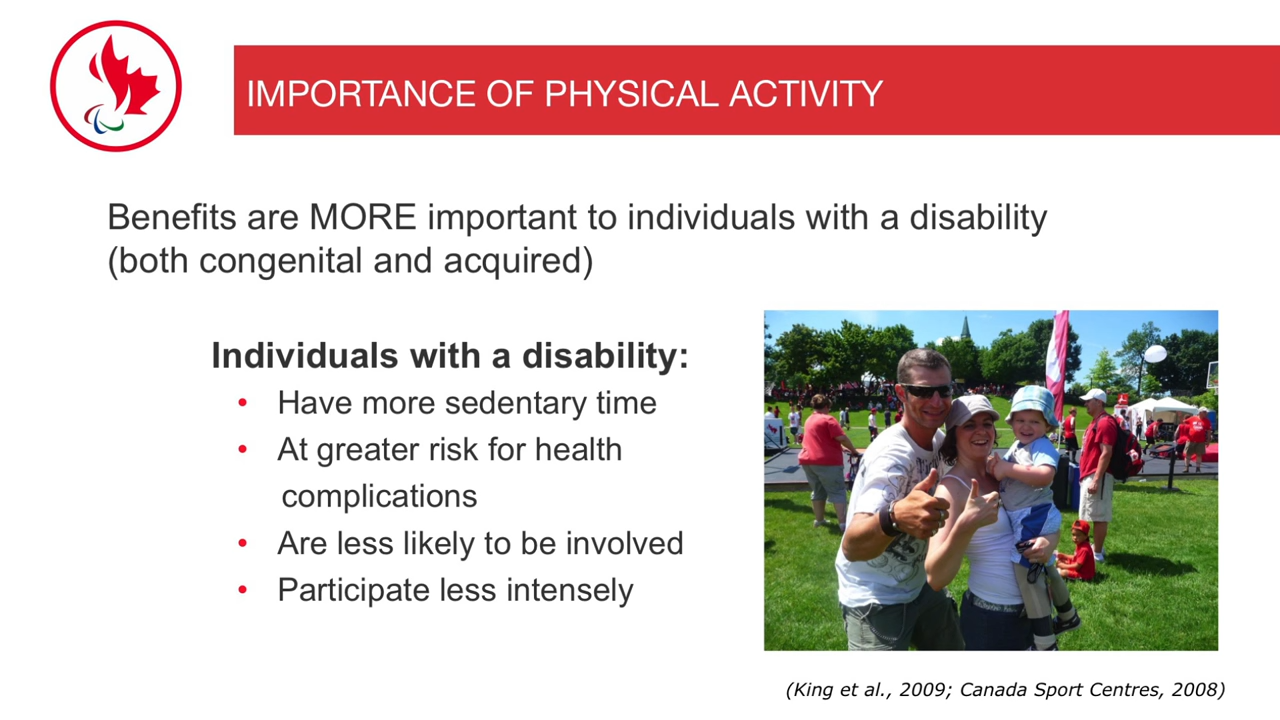 IMPORTANCE OF PHYSICAL ACTIVITY
Benefits are MORE important to individuals with a disability
(both congenital and acquired)
Individuals with a disability:
• Have more sedentary time
• At greater risk for health
complications
• Are less likely to be involved
• Participate less intensely
(King et al., 2009; Canada Sport Centres, 2008)